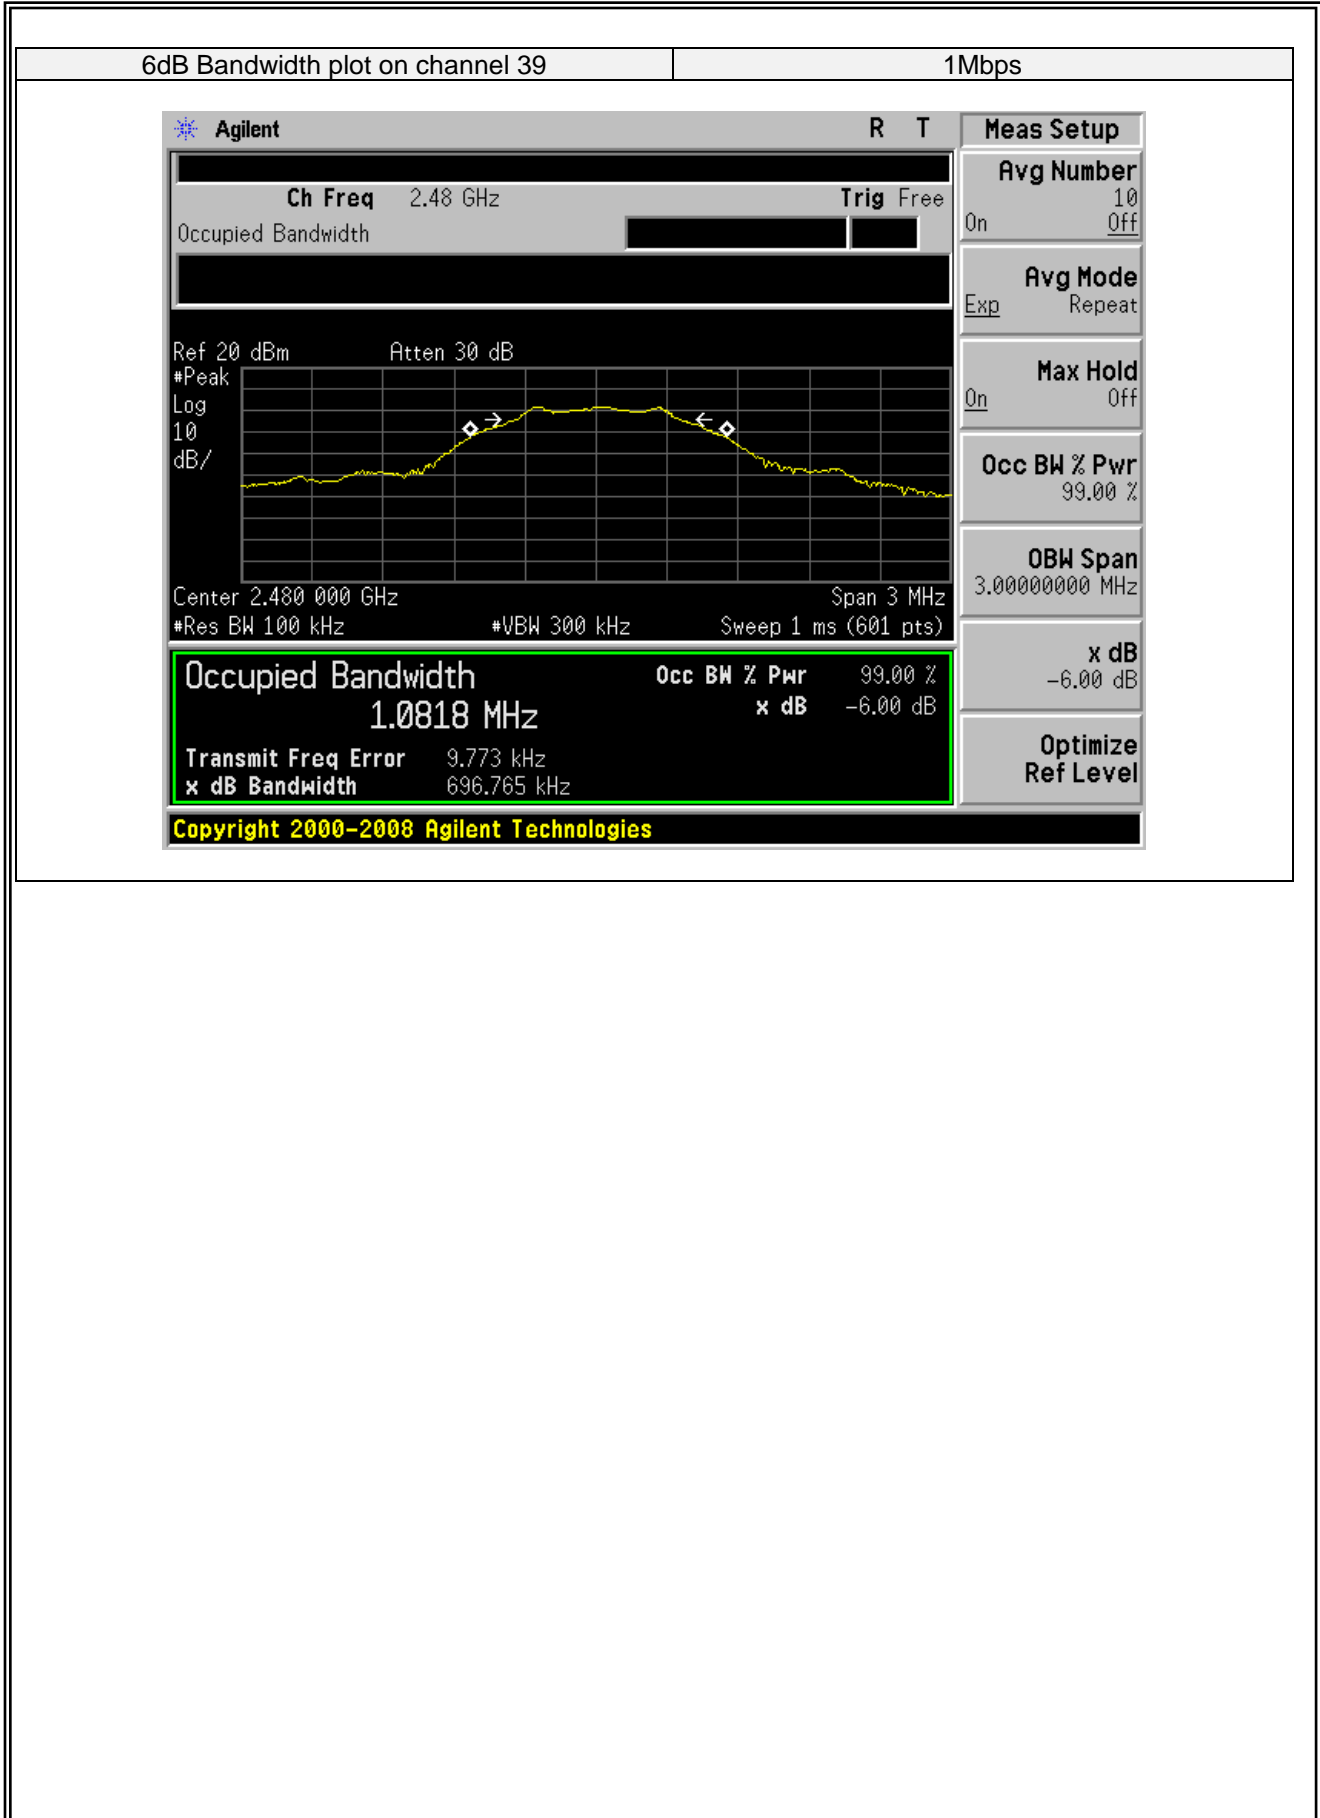 6dB Bandwidth plot on channel 39 1Mbps
Agilent R T Meas Setup
Ch Freq 2.48 GHz Trig Free
Occupied Bandwidth
Avg Number
10
On Off
Avg Mode
Exp Repeat
Ref 20 dBm Atten 30 dB
#Peak
Log
10
dB/
Max Hold
On Off
Occ BW % Pwr
99.00 %
OBW Span
3.00000000 MHz
Center 2.480 000 GHz Span 3 MHz
#Res BW 100 kHz #VBW 300 kHz Sweep 1 ms (601 pts)
x dB
-6.00 dB
Occupied Bandwidth Occ BW % Pwr 99.00 %
1.0818 MHz x dB -6.00 dB
Transmit Freq Error 9.773 kHz
x dB Bandwidth 696.765 kHz
Optimize
Ref Level
Copyright 2000-2008 Agilent Technologies